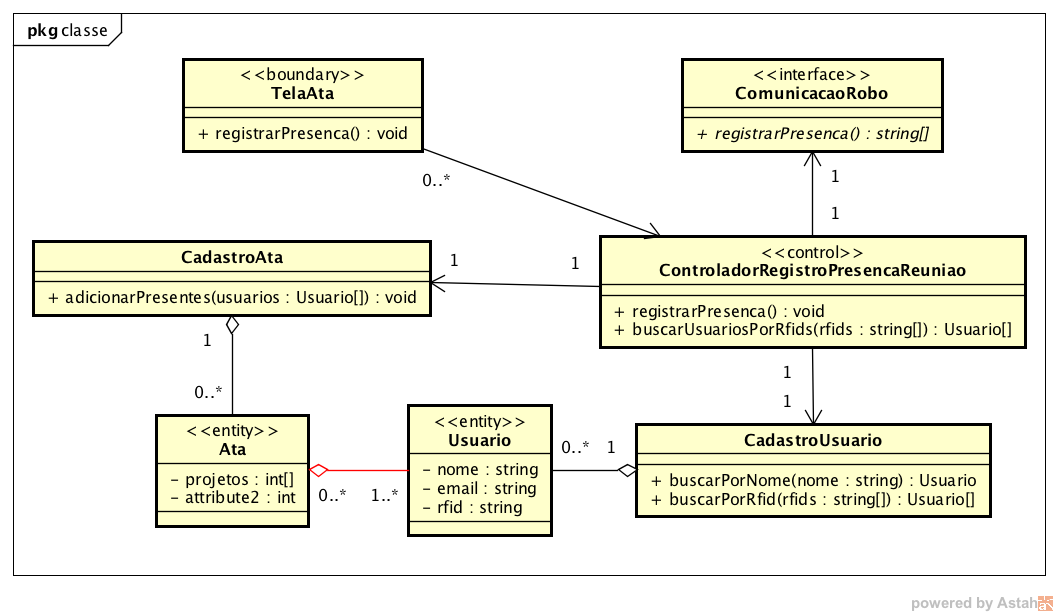 pkg classe
<<boundary>>
TelaAta
+ registrarPresenca() : void
<<interface>>
ComunicacaoRobo
+ registrarPresenca() : string[]
0..*
1
1
CadastroAta
+ adicionarPresentes(usuarios : Usuario[]) : void
1
1
<<control>>
ControladorRegistroPresencaReuniao
+ registrarPresenca() : void
+ buscarUsuariosPorRfids(rfids : string[]) : Usuario[]
1
0..*
1
1
<<entity>>
Ata
- projetos : int[]
- attribute2 : int
0..*
1..*
<<entity>>
Usuario
- nome : string
- email : string
- rfid : string
0..*
1
CadastroUsuario
+ buscarPorNome(nome : string) : Usuario
+ buscarPorRfid(rfids : string[]) : Usuario[]
powered by Astah